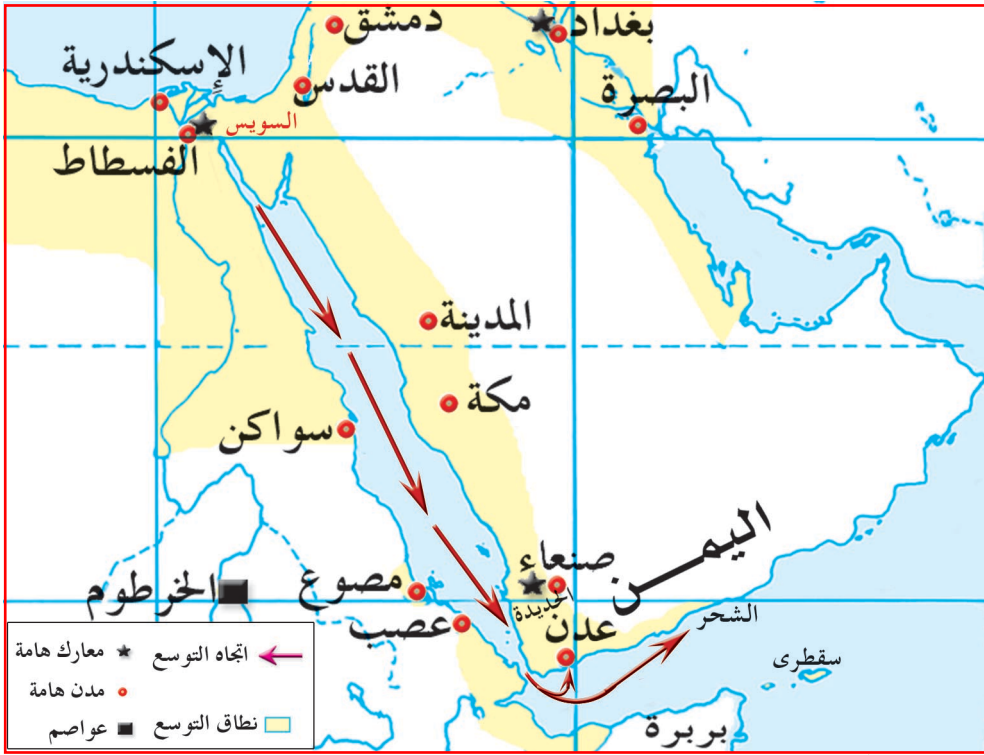 دمشق
بغداد
الإسكندرية
القدس
البصرة
السويس
الفسطاط
المدينة
مكة
سواكن
اليمن
صنعاء
الحديدة
الخرطوم
مصوع
عصب
عدن
الشحر
سقطرى
بربرة
اتجاه التوسع
معارك هامة
مدن هامة
نطاق التوسع
عواصم